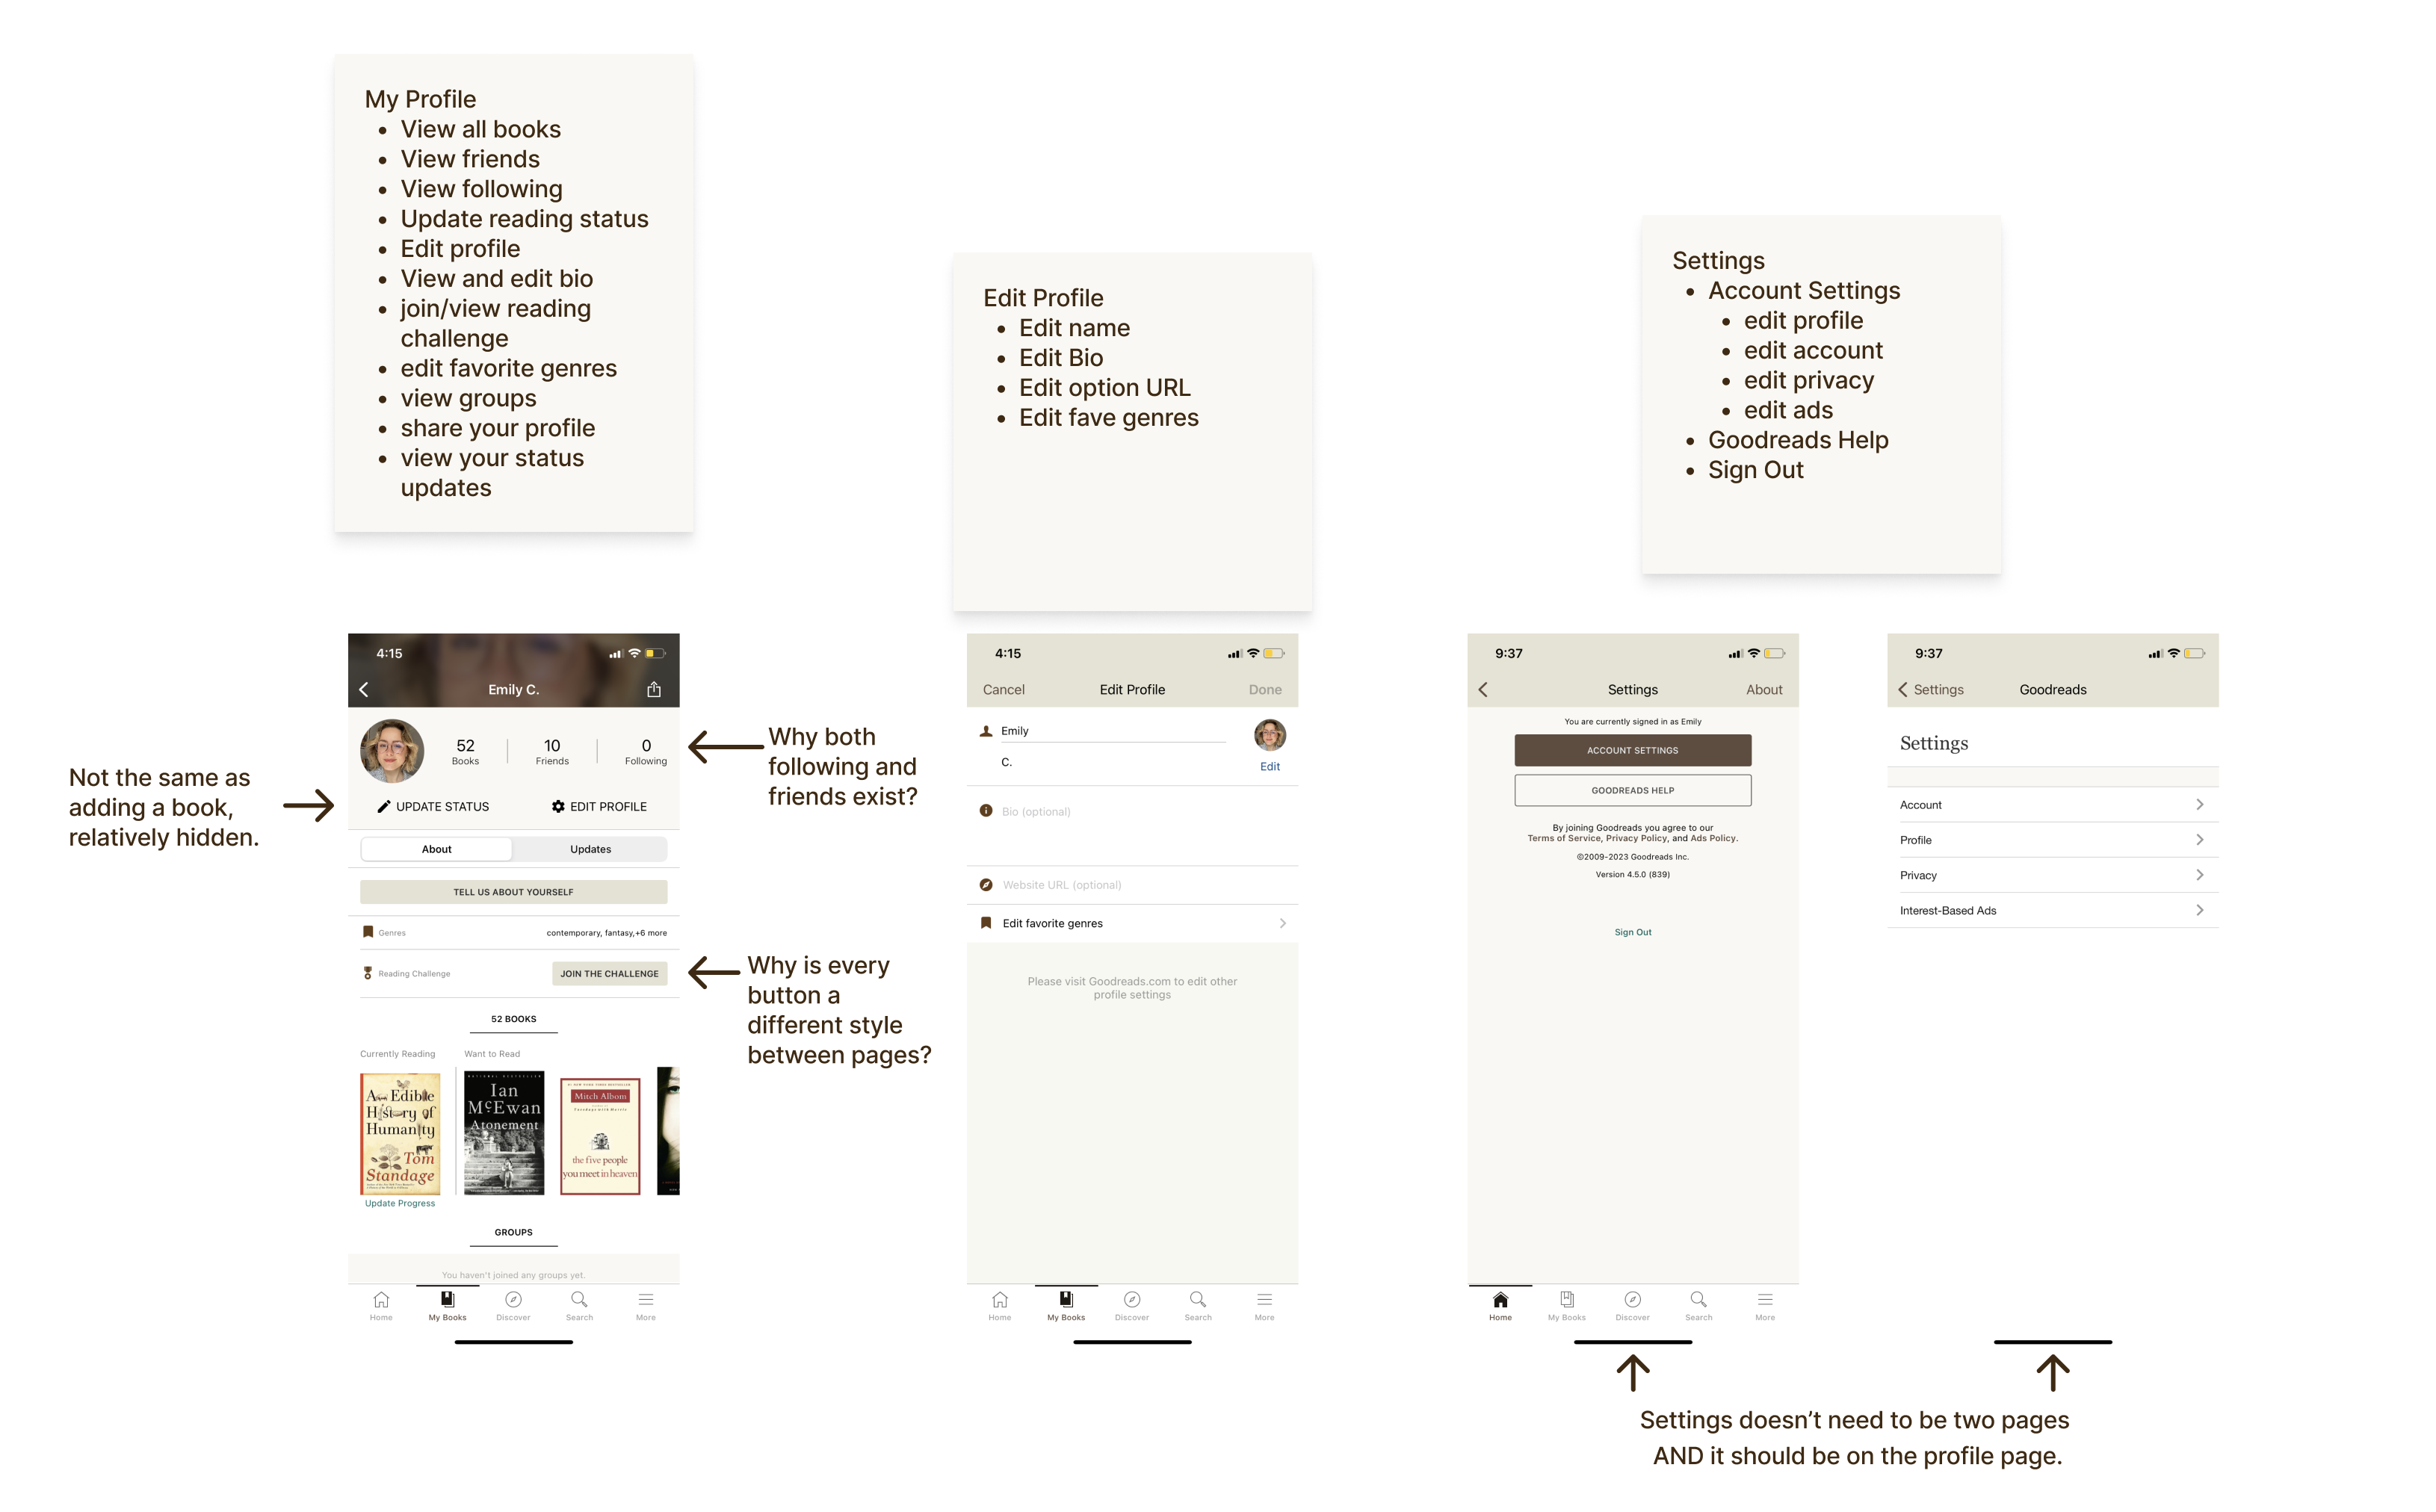 My Profile
• View all books
• View friends
• View following
• Update reading status
• Edit profile
• View and edit bio
• join/view reading
challenge
• edit favorite genres
• view groups
• share your profile
• view your status
updates
Edit Profile
• Edit name
• Edit Bio
• Edit option URL
• Edit fave genres
Settings
• Account Settings
• edit profile
• edit account
• edit privacy
• edit ads
• Goodreads Help
• Sign Out
Not the same as
adding a book,
relatively hidden.
4:15
Emily C.
52 10 0
Books Friends Following
UPDATE STATUS EDIT PROFILE
About Updates
TELL US ABOUT YOURSELF
Genres contemporary, fantasy,+6 more
Reading Challenge JOIN THE CHALLENGE
52 BOOKS
Currently Reading Want to Read
An Edible
History of
Humanity
Tom
Standage
Update Progress
NATIONAL BESTSELLER
Ian
McEwan
Atonement
Mitch Albom
the five people
you meet in heaven
GROUPS
You haven't joined any groups yet.
Home My Books Discover Search More
Why both
following and
friends exist?
Why is every
button a
different style
between pages?
4:15
Cancel Edit Profile Done
Emily
C.
Edit
Bio (optional)
Website URL (optional)
Edit favorite genres
Please visit Goodreads.com to edit other
profile settings
Home My Books Discover Search More
9:37
Settings About
You are currently signed in as Emily
ACCOUNT SETTINGS
GOODREADS HELP
By joining Goodreads you agree to our
Terms of Service, Privacy Policy, and Ads Policy.
©2009-2023 Goodreads Inc.
Version 4.5.0 (839)
Sign Out
Home My Books Discover Search More
9:37
Settings Goodreads
Settings
Account
Profile
Privacy
Interest-Based Ads
Settings doesn't need to be two pages
AND it should be on the profile page.